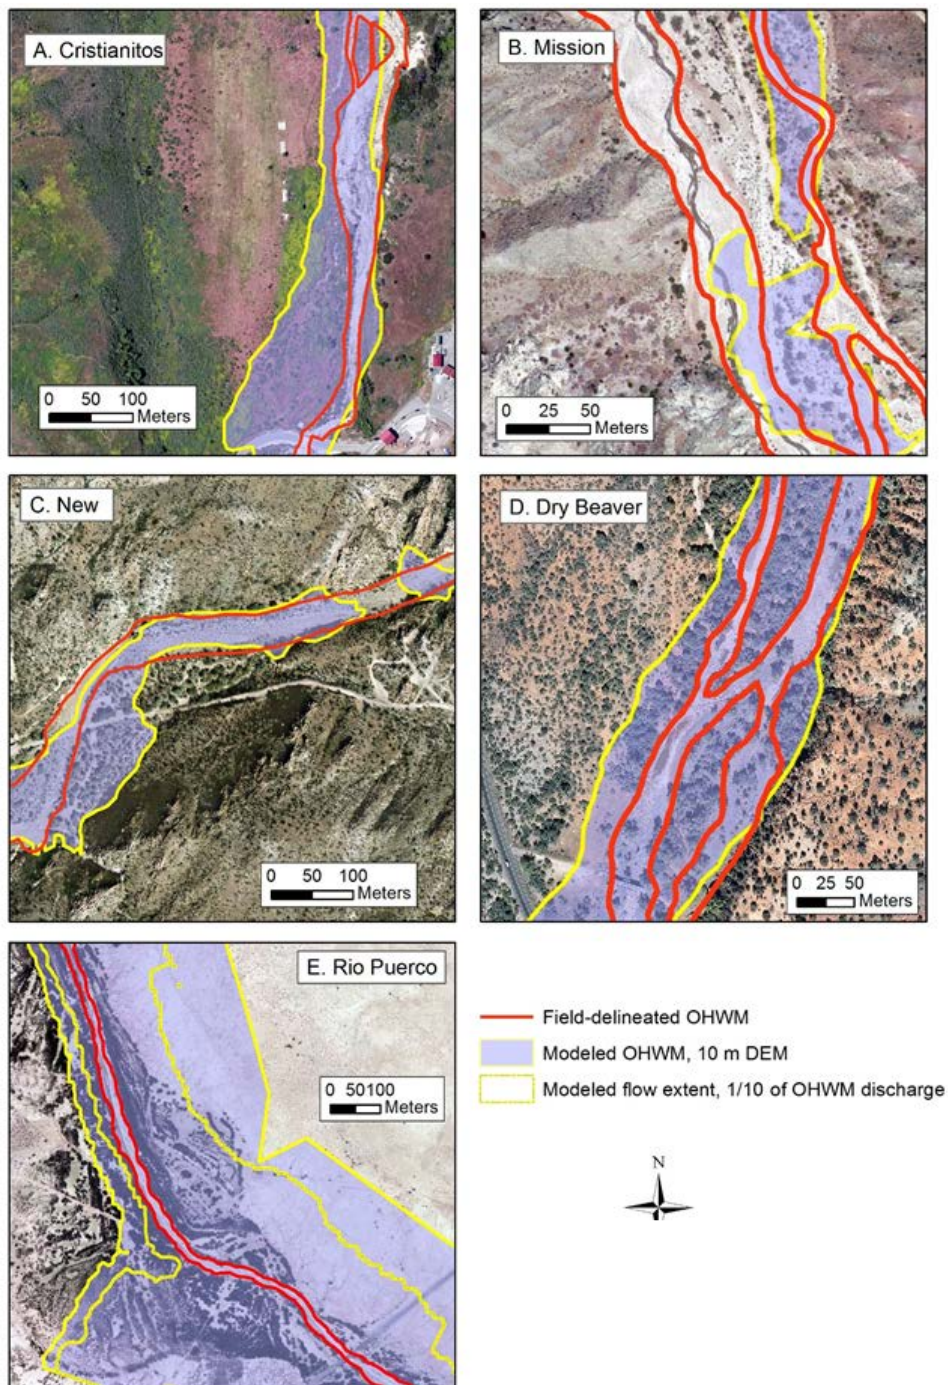 A. Cristianitos
0 50 100
Meters
B. Mission
0 25 50
Meters
C. New
0 50 100
Meters
D. Dry Beaver
0 25 50
Meters
E. Rio Puerco
0 50100
Meters
Field-delineated OHWM
Modeled OHWM, 10 m DEM
Modeled flow extent, 1/10 of OHWM discharge
N